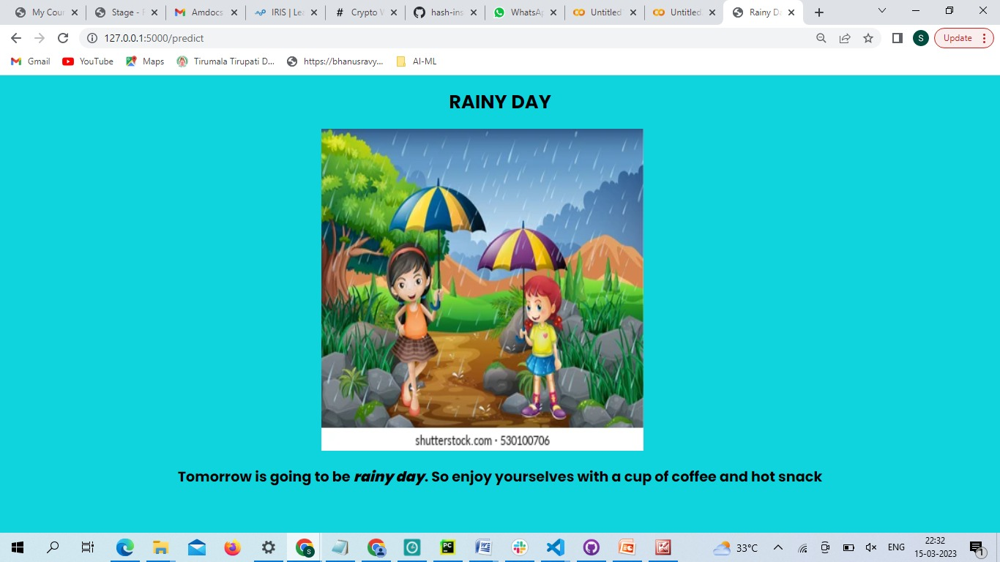 My Cour
Stage - F
Amdocs
IRIS | Lea
Crypto V
hash-ins
WhatsAp
Untitled
Untitled
Rainy Da
127.0.0.1:5000/predict
S
Update
Gmail
YouTube
Maps
Tirumala Tirupati D...
https://bhanusravy...
AI-ML
RAINY DAY
shutterstock.com · 530100706
Tomorrow is going to be rainy day. So enjoy yourselves with a cup of coffee and hot snack
33°C
ENG
22:32
15-03-2023
1